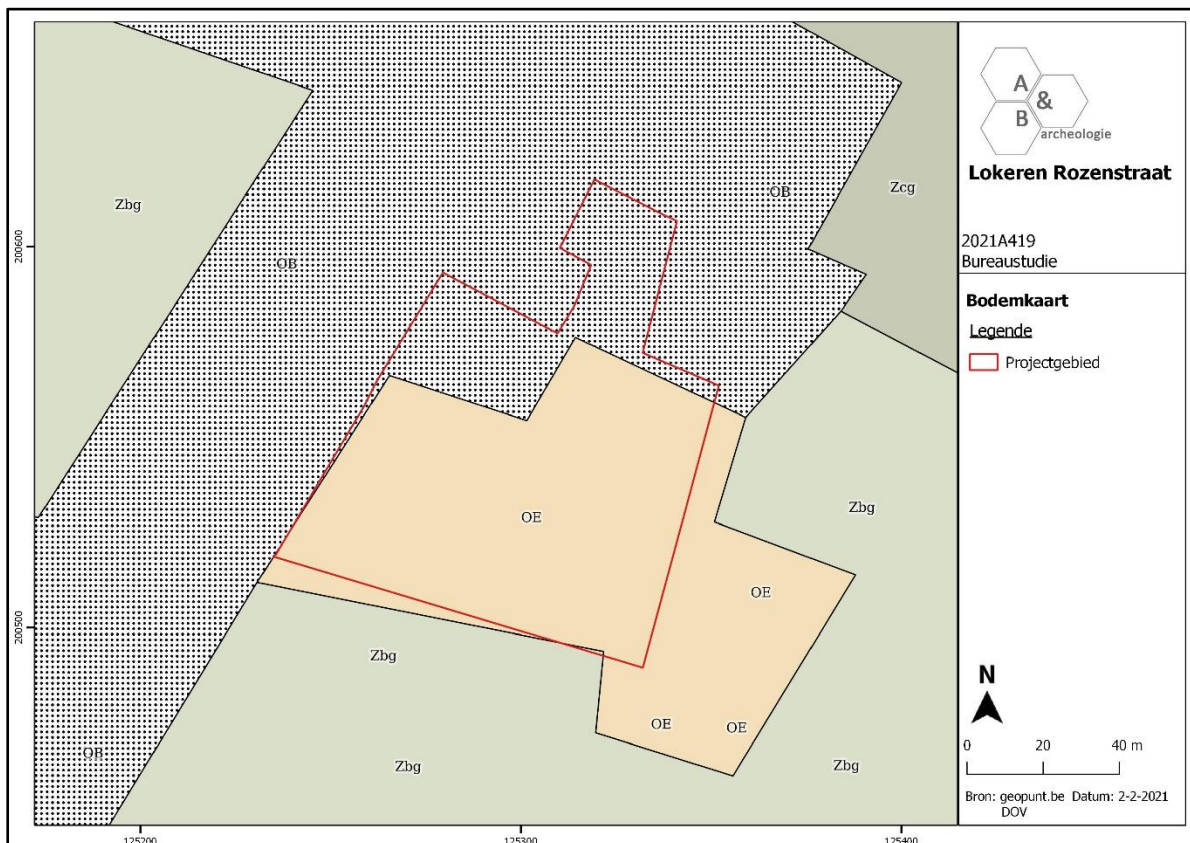 Zbg
OB
OB
Zcg
200600
OE
Zbg
OE
200500
Zbg
OE
OE
OB
Zbg
Zbg
125200
125300
125400
A
&
B
archeologie
Lokeren Rozenstraat
2021A419
Bureaustudie
Bodemkaart
Legende
Projectgebied
N
0 20 40 m
Bron: geopunt.be Datum: 2-2-2021
DOV